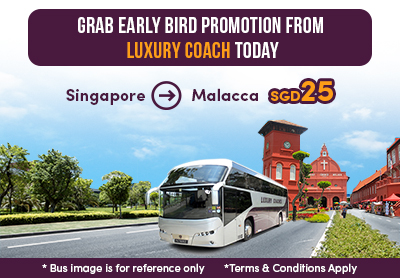 GRAB EARLY BIRD PROMOTION FROM
LUXURY COACH TODAY
Singapore → Malacca SGD25
LUXURY COACH
* Bus image is for reference only *Terms & Conditions Apply